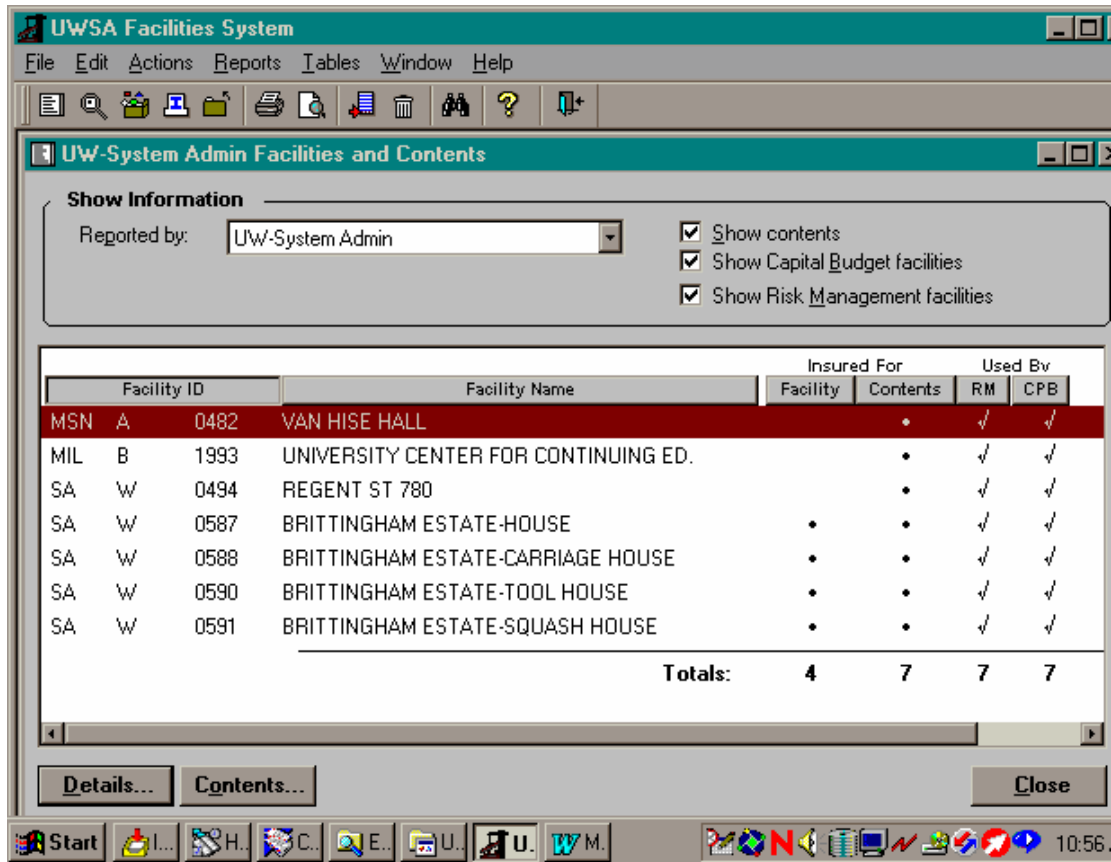 UWSA Facilities System
File Edit Actions Reports Tables Window Help
UW-System Admin Facilities and Contents
Show Information
Reported by: UW-System Admin
Show contents
Show Capital Budget facilities
Show Risk Management facilities
Insured For Used By
Facility ID Facility Name Facility Contents RM CPB
MSN A 0482 VAN HISE HALL • √ √
MIL B 1993 UNIVERSITY CENTER FOR CONTINUING ED. • √ √
SA W 0494 REGENT ST 780 • √ √
SA W 0587 BRITTINGHAM ESTATE-HOUSE • • √ √
SA W 0588 BRITTINGHAM ESTATE-CARRIAGE HOUSE • • √ √
SA W 0590 BRITTINGHAM ESTATE-TOOL HOUSE • • √ √
SA W 0591 BRITTINGHAM ESTATE-SQUASH HOUSE • • √ √
Totals: 4 7 7 7
Details... Contents... Close
Start I... H.. C.. E.. U.. U. M. 10:56